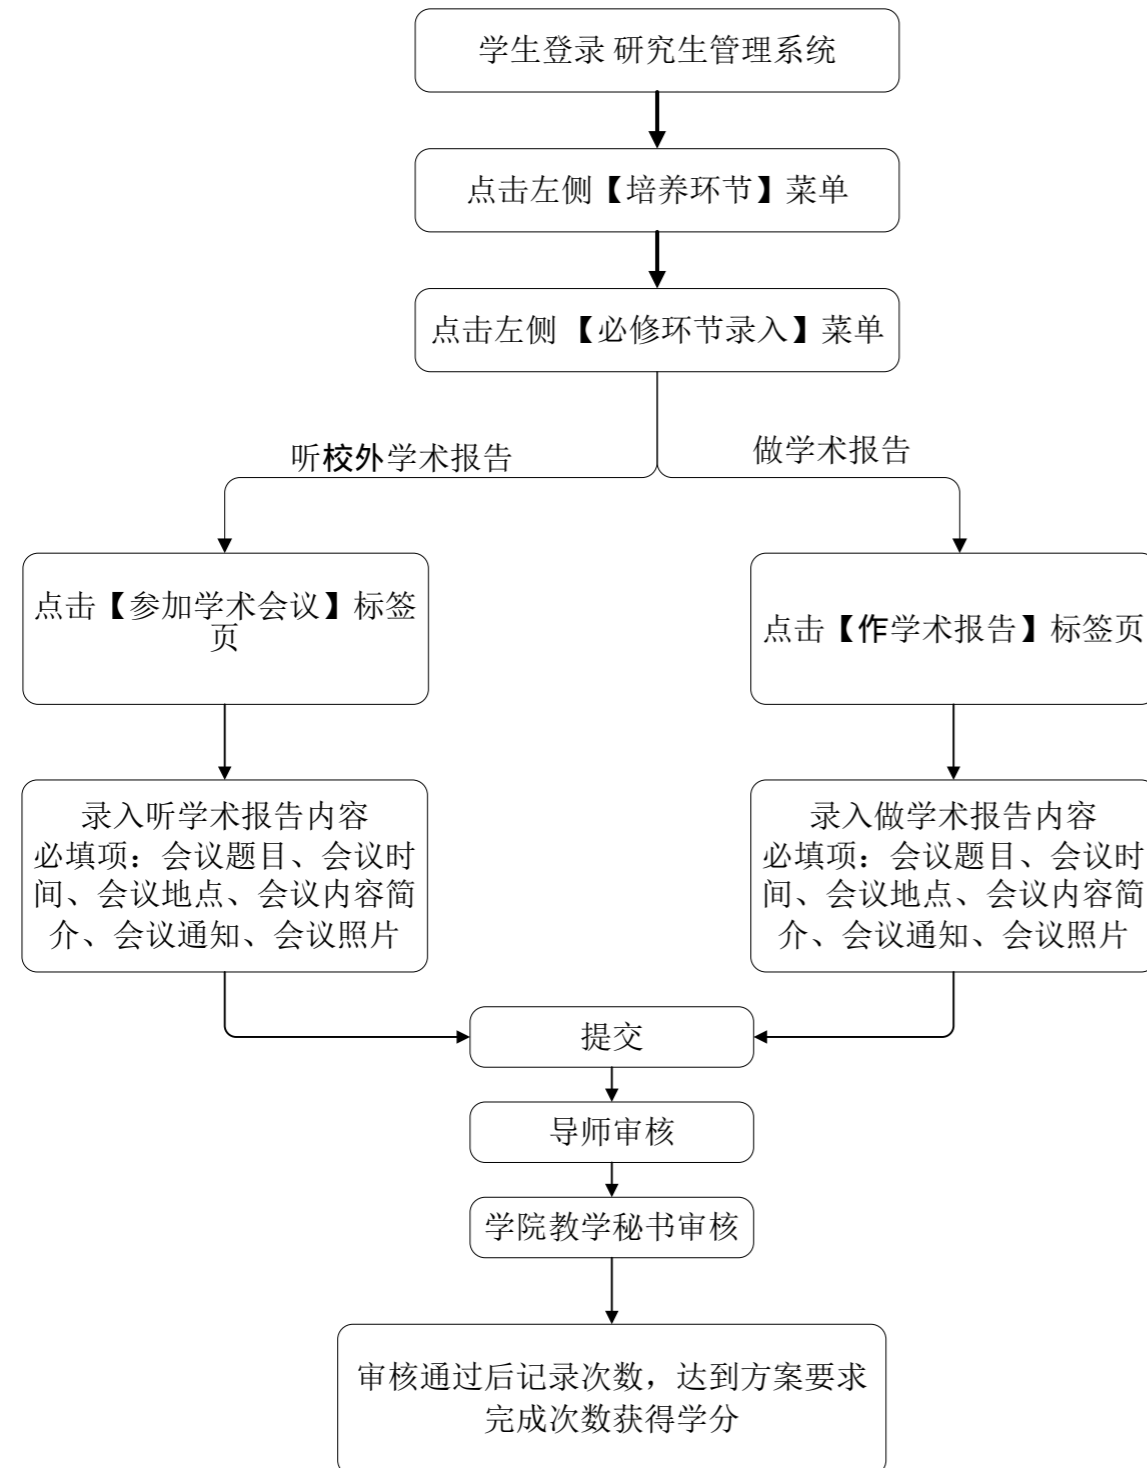 学生登录 研究生管理系统
点击左侧【培养环节】菜单
点击左侧 【必修环节录入】菜单
听校外学术报告
做学术报告
点击【参加学术会议】标签
页
点击【作学术报告】标签页
录入听学术报告内容
必填项：会议题目、会议时
间、会议地点、会议内容简
介、会议通知、会议照片
录入做学术报告内容
必填项：会议题目、会议时
间、会议地点、会议内容简
介、会议通知、会议照片
提交
导师审核
学院教学秘书审核
审核通过后记录次数，达到方案要求
完成次数获得学分